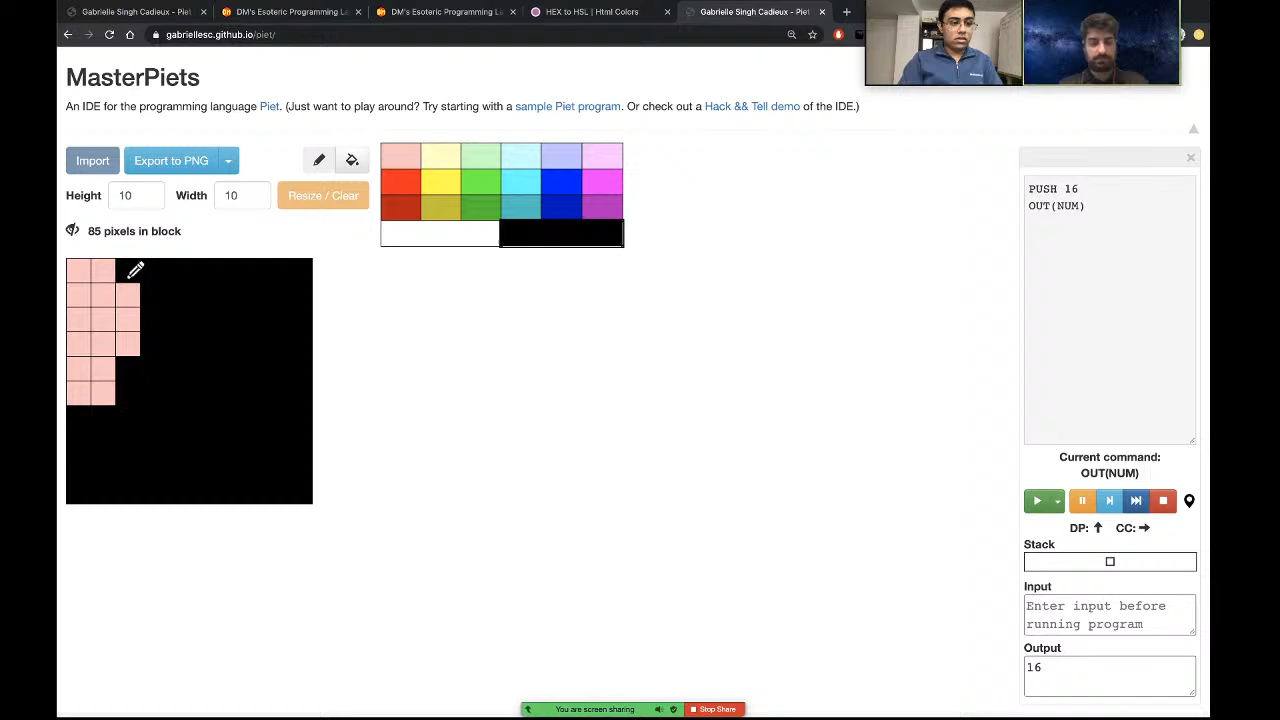 Gabrielle Singh Cadieux - Piet
DM's Esoteric Programming La
DM's Esoteric Programming La
HEX to HSL | Html Colors
Gabrielle Singh Cadieux - Piet
gabriellesc.github.io/piet/
MasterPiets
An IDE for the programming language Piet. (Just want to play around? Try starting with a sample Piet program. Or check out a Hack && Tell demo of the IDE.)
Import
Export to PNG
Height
10
Width
10
Resize / Clear
85 pixels in block
PUSH 16
OUT(NUM)
Current command:
OUT(NUM)
DP:
CC:
Stack
Input
Enter input before
running program
Output
16
You are screen sharing
Stop Share